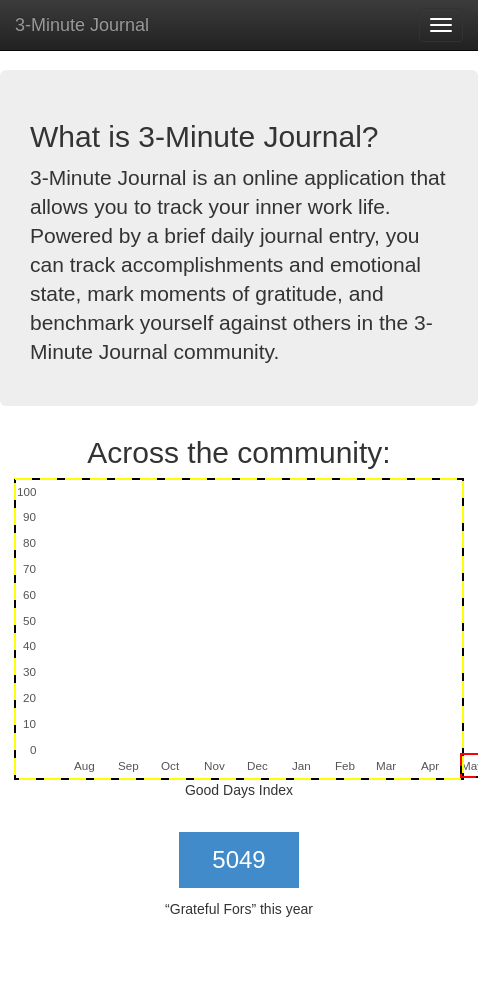 3-Minute Journal
What is 3-Minute Journal?
3-Minute Journal is an online application that
allows you to track your inner work life.
Powered by a brief daily journal entry, you
can track accomplishments and emotional
state, mark moments of gratitude, and
benchmark yourself against others in the 3-
Minute Journal community.
Across the community:
100
90
80
70
60
50
40
30
20
10
0
Aug Sep Oct Nov Dec Jan Feb Mar Apr May
Good Days Index
5049
“Grateful Fors” this year